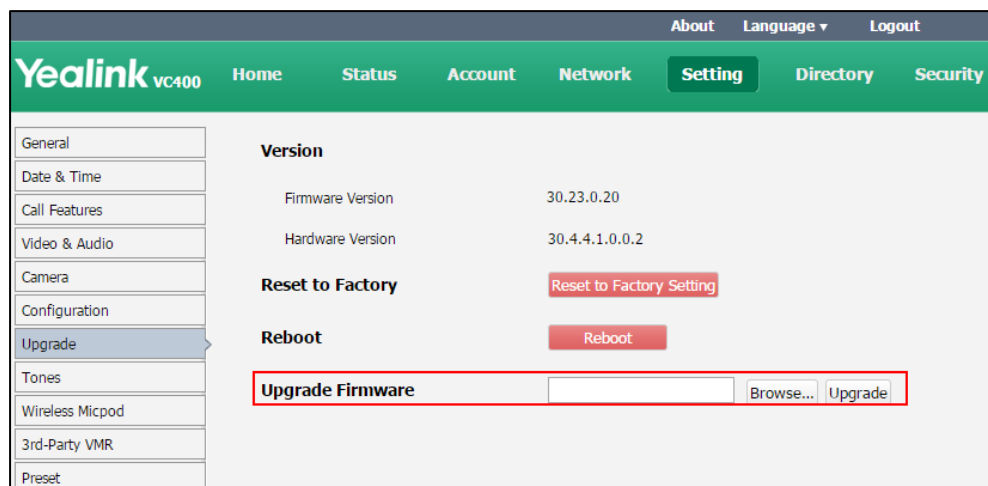 About Language ▾ Logout
Yealink VC400 Home Status Account Network Setting Directory Security
General
Date & Time
Call Features
Video & Audio
Camera
Configuration
Upgrade
Tones
Wireless Micpod
3rd-Party VMR
Preset
Version
Firmware Version 30.23.0.20
Hardware Version 30.4.4.1.0.0.2
Reset to Factory Reset to Factory Setting
Reboot Reboot
Upgrade Firmware Browse... Upgrade